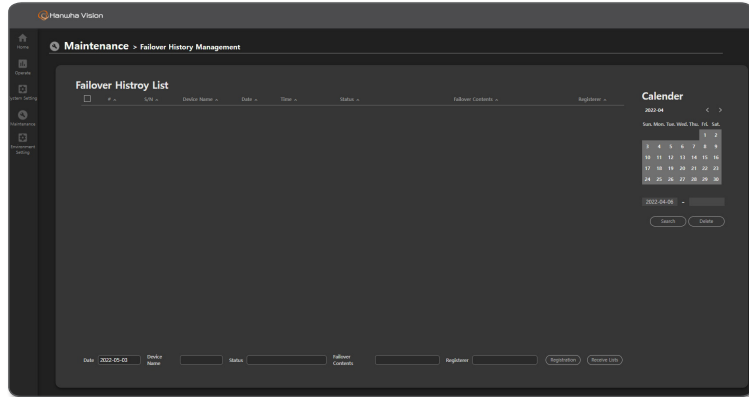 Hanwha Vision
Home
Operate
System Setting
Maintenance
Environment
Setting
Maintenance > Failover History Management
Failover Histroy List
# S/N Device Name Date Time Status Failover Contents Registerer
Calender
2022-04 < >
Sun. Mon. Tue. Wed. Thu. Fri. Sat.
1 2
3 4 5 6 7 8 9
10 11 12 13 14 15 16
17 18 19 20 21 22 23
24 25 26 27 28 29 30
2022-04-06 -
Search Delete
Date 2022-05-03 Device Name Status Failover Contents Registerer Registration Receive Lists